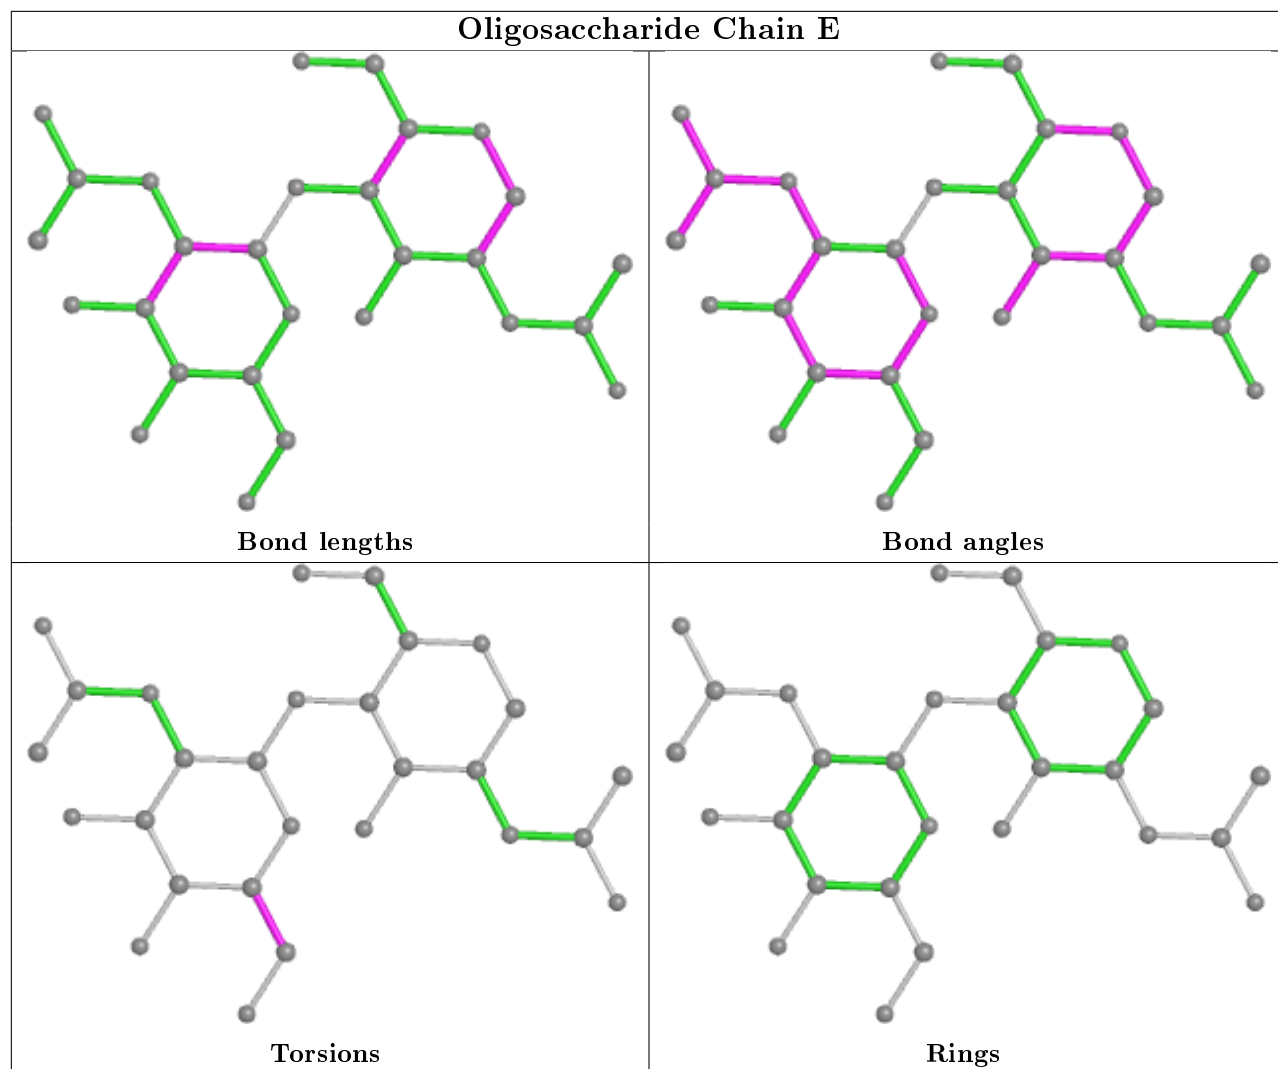 Oligosaccharide Chain E
Bond lengths
Bond angles
Torsions
Rings